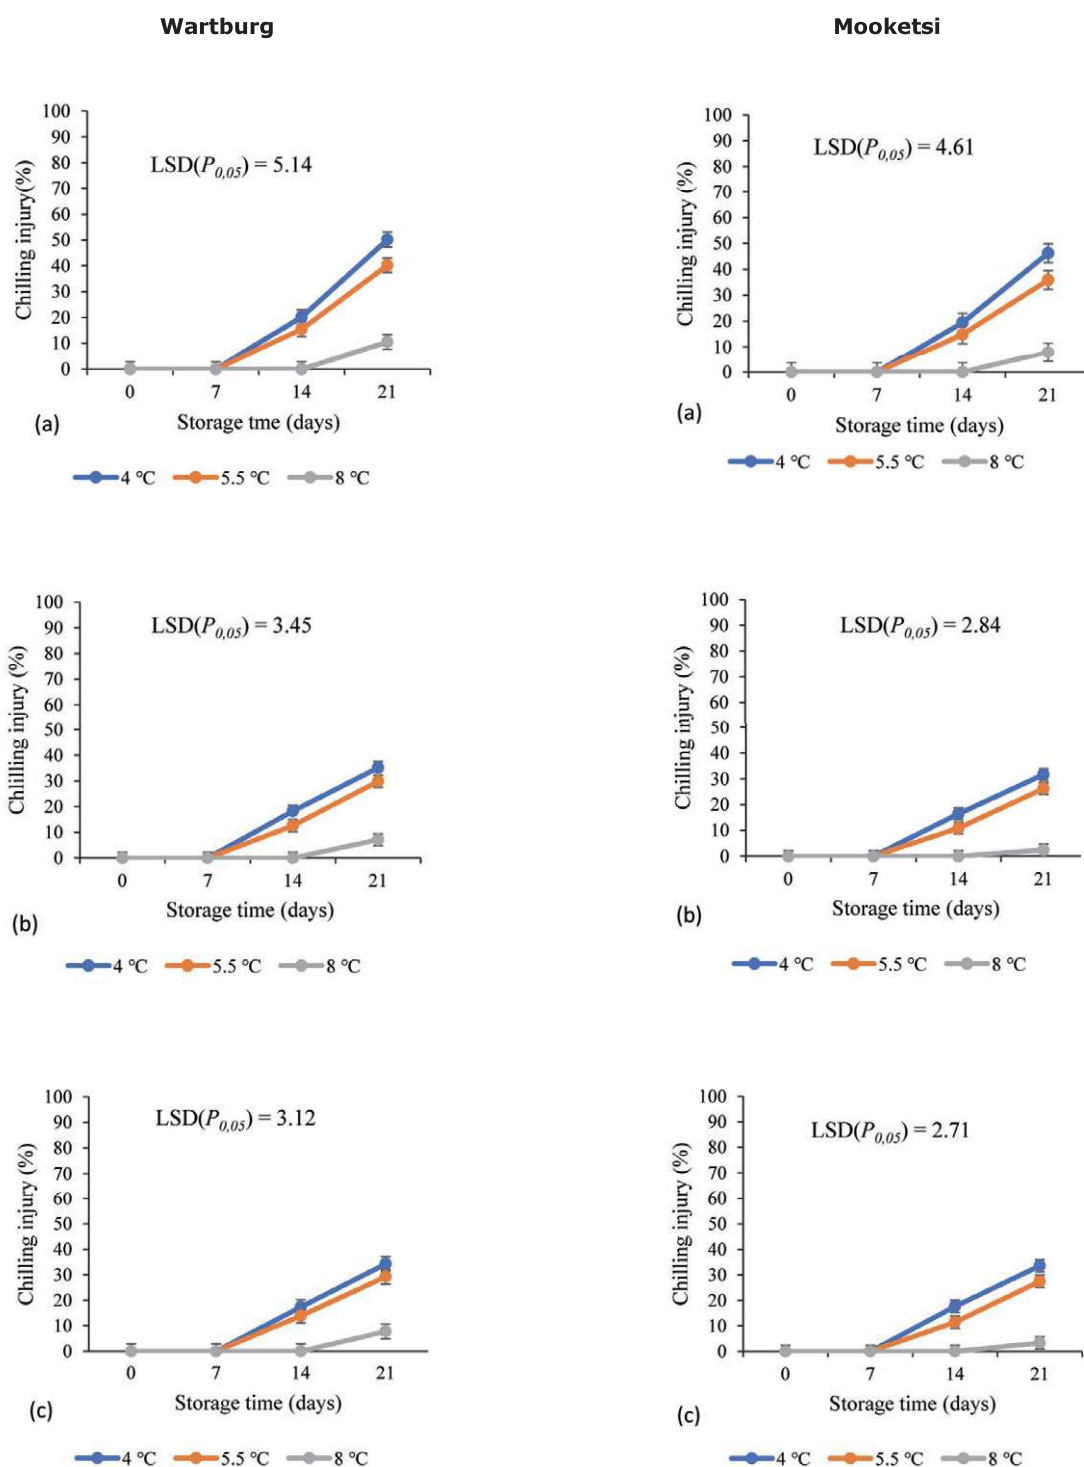 Wartburg
Mooketsi
Chilling injury(%)
100
90
80
70
60
50
40
30
20
10
0
LSD(P0,05) = 5.14
0 7 14 21
(a)
Storage tme (days)
4 °C 5.5 °C 8 °C
Chilling injury (%)
100
90
80
70
60
50
40
30
20
10
0
LSD(P0,05) = 4.61
0 7 14 21
(a)
Storage time (days)
4 °C 5.5 °C 8 °C
Chlilling injury (%)
100
90
80
70
60
50
40
30
20
10
0
LSD(P0,05) = 3.45
0 7 14 21
(b)
Storage time (days)
4 °C 5.5 °C 8 °C
Chilling injury (%)
100
90
80
70
60
50
40
30
20
10
0
LSD(P0,05) = 2.84
0 7 14 21
(b)
Storage time (days)
4 °C 5.5 °C 8 °C
Chilling injury (%)
100
90
80
70
60
50
40
30
20
10
0
LSD(P0,05) = 3.12
0 7 14 21
(c)
Storage time (days)
4 °C 5.5 °C 8 °C
Chilling injury (%)
100
90
80
70
60
50
40
30
20
10
0
LSD(P0,05) = 2.71
0 7 14 21
(c)
Storage time (days)
4 °C 5.5 °C 8 °C